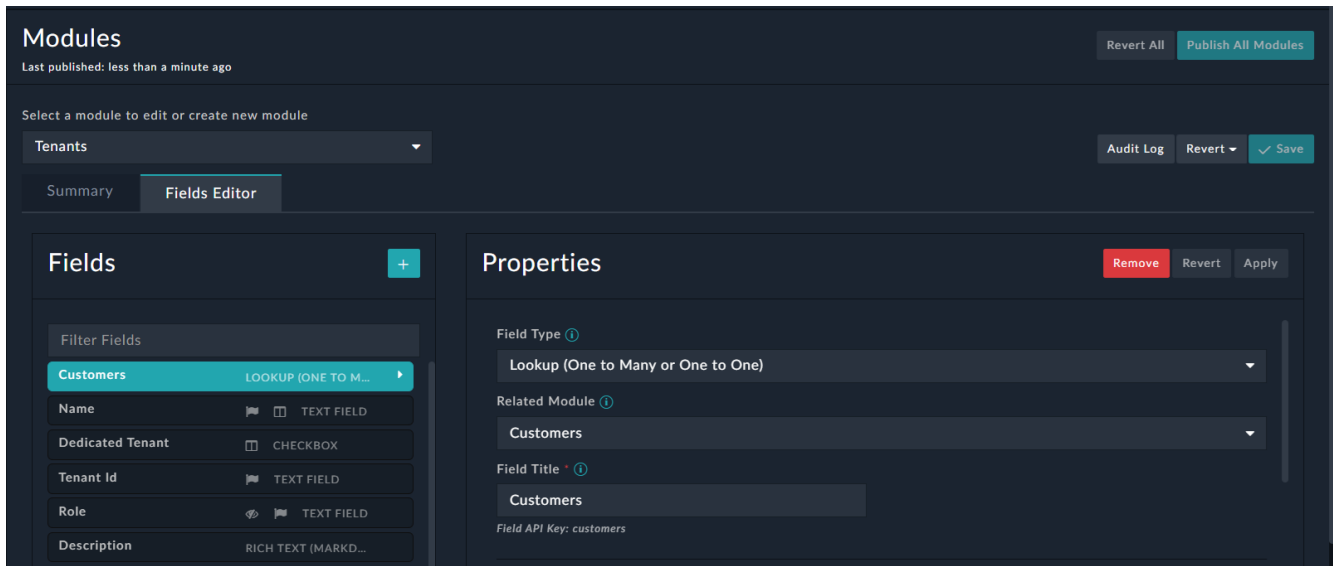 Modules
Revert All
Publish All Modules
Last published: less than a minute ago
Select a module to edit or create new module
Tenants
Audit Log
Revert
Save
Summary
Fields Editor
Fields
+
Properties
Remove
Revert
Apply
Filter Fields
Customers LOOKUP (ONE TO M...
Name TEXT FIELD
Dedicated Tenant CHECKBOX
Tenant Id TEXT FIELD
Role TEXT FIELD
Description RICH TEXT (MARKD...
Field Type
Lookup (One to Many or One to One)
Related Module
Customers
Field Title *
Customers
Field API Key: customers